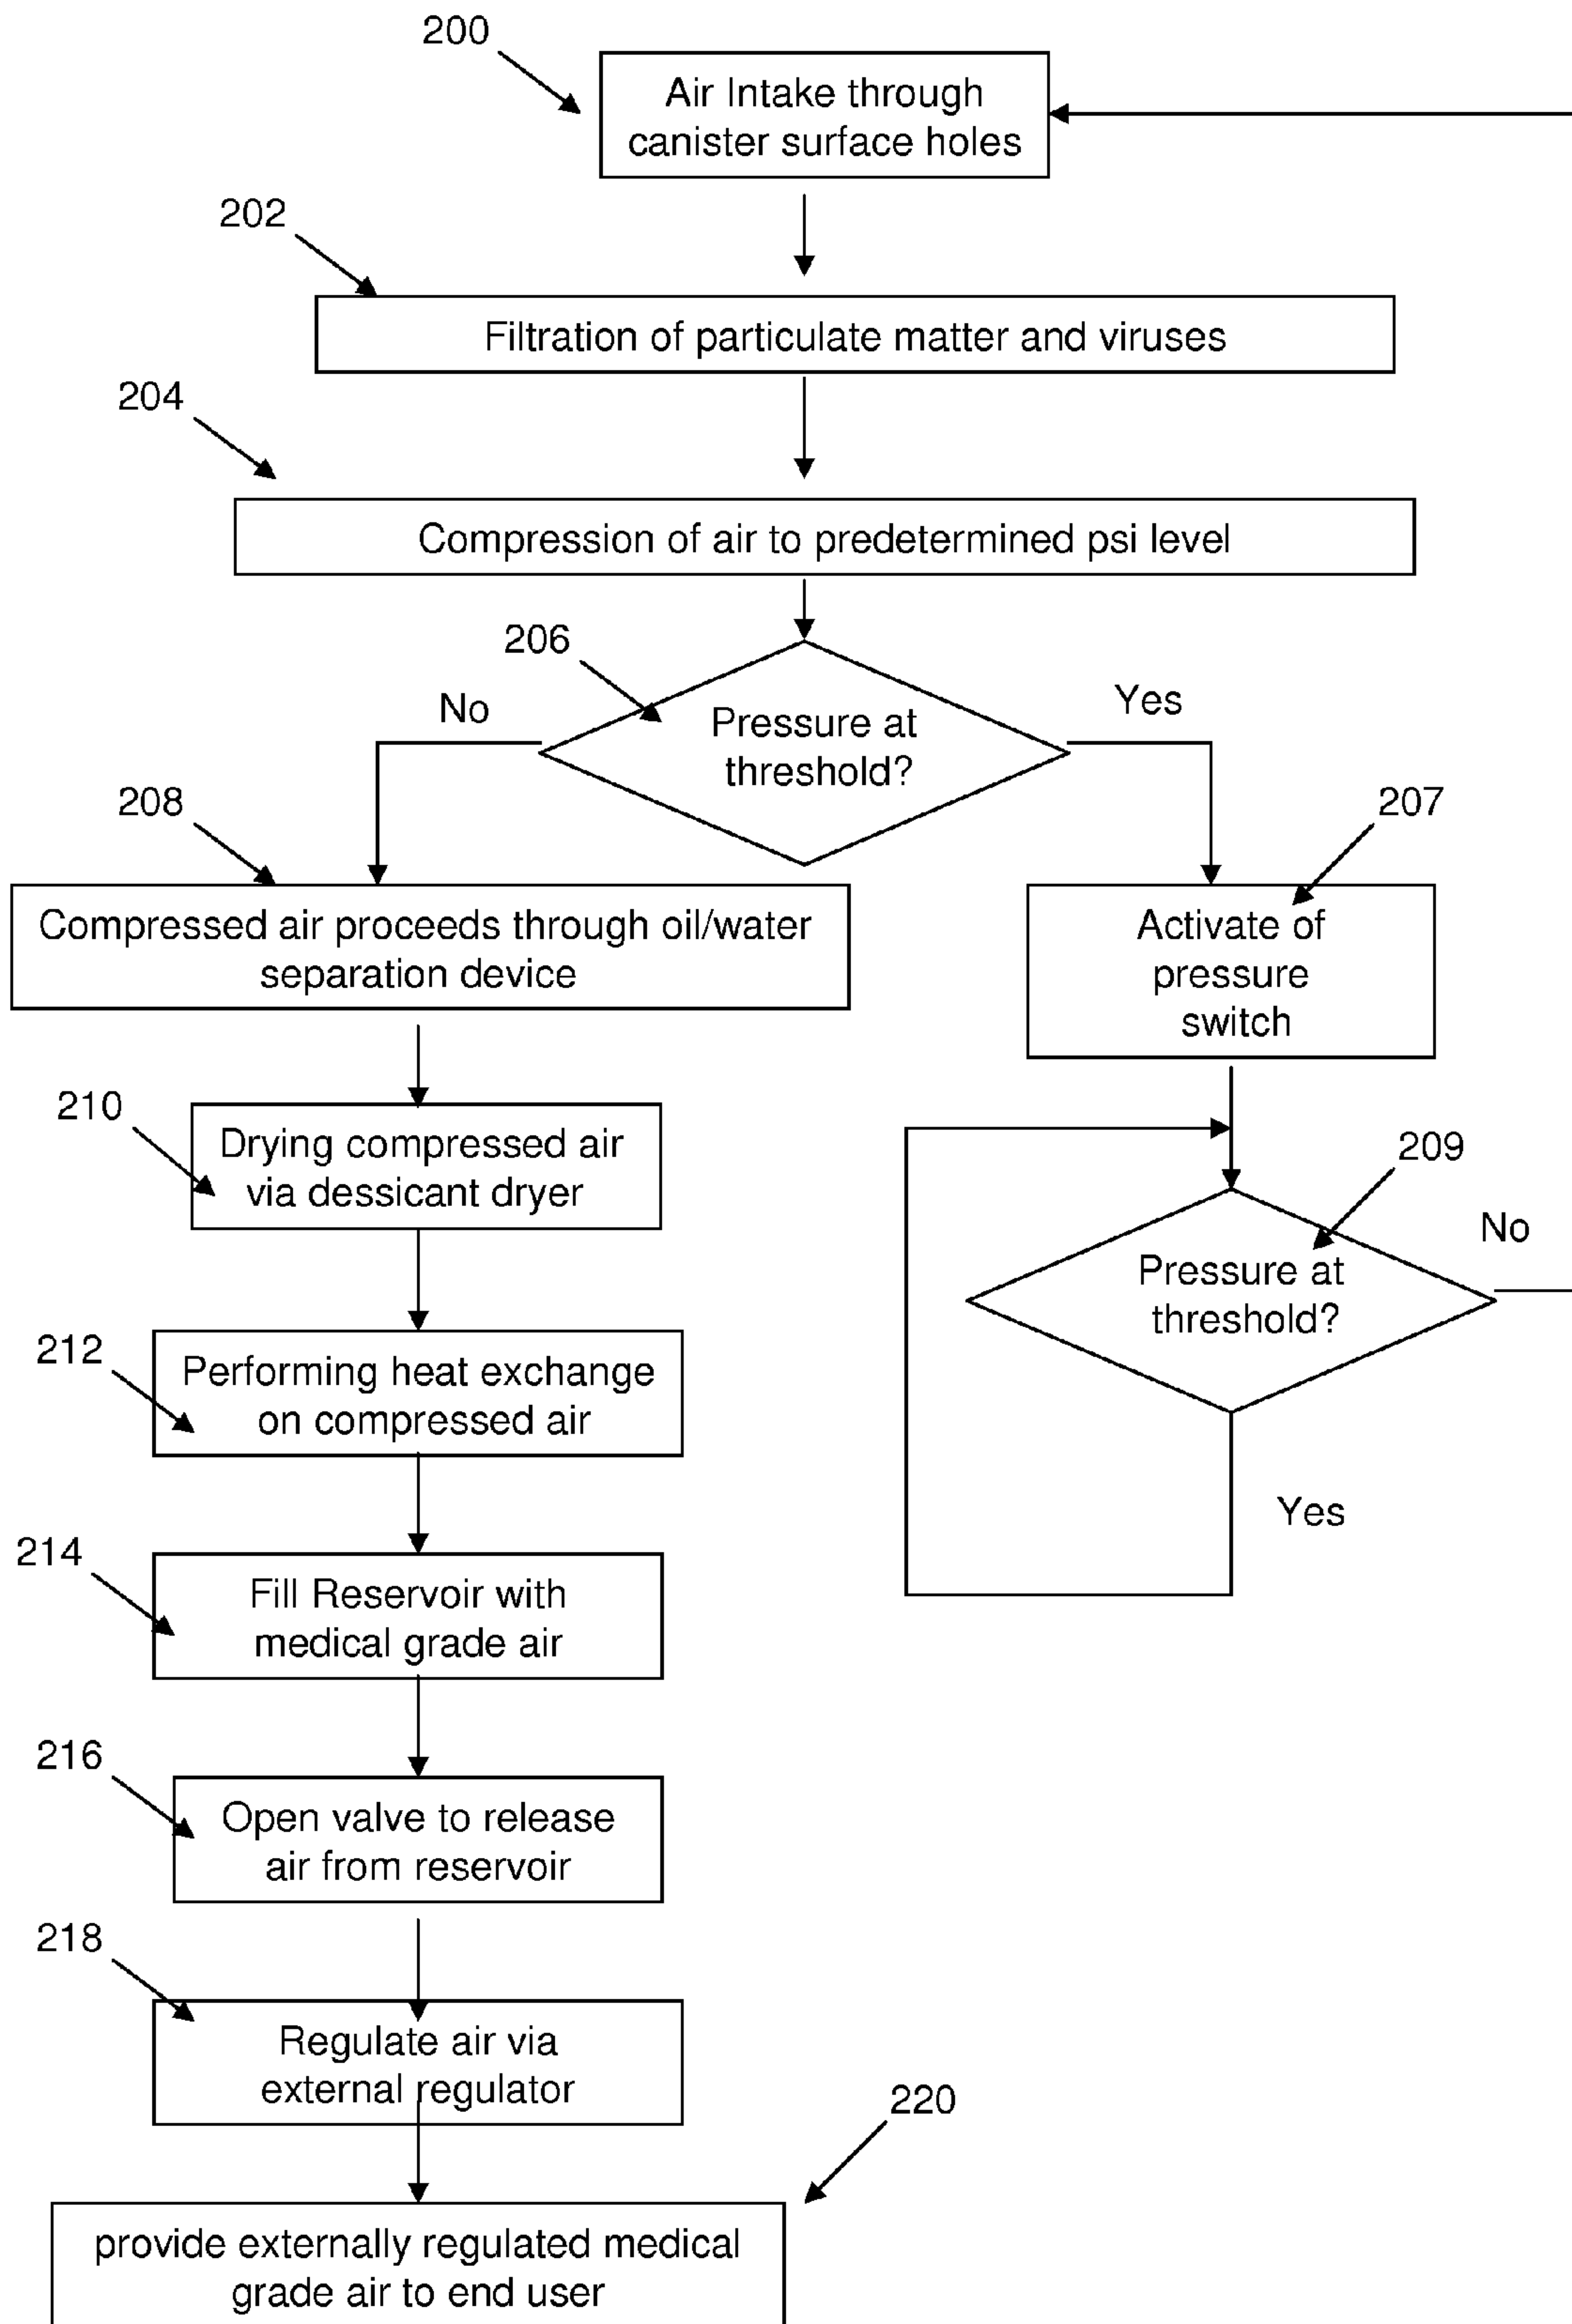 200
Air Intake through
canister surface holes
202
Filtration of particulate matter and viruses
204
Compression of air to predetermined psi level
206
No
Pressure at
threshold?
Yes
208
Compressed air proceeds through oil/water
separation device
207
Activate of
pressure
switch
210
Drying compressed air
via dessicant dryer
209
Pressure at
threshold?
No
Yes
212
Performing heat exchange
on compressed air
214
Fill Reservoir with
medical grade air
216
Open valve to release
air from reservoir
218
Regulate air via
external regulator
220
provide externally regulated medical
grade air to end user